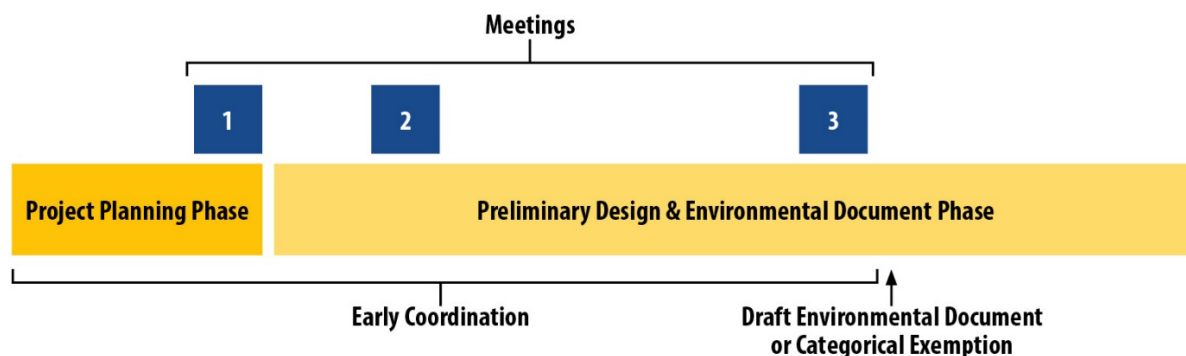 Meetings
1
2
3
Project Planning Phase
Preliminary Design & Environmental Document Phase
Early Coordination
Draft Environmental Document
or Categorical Exemption